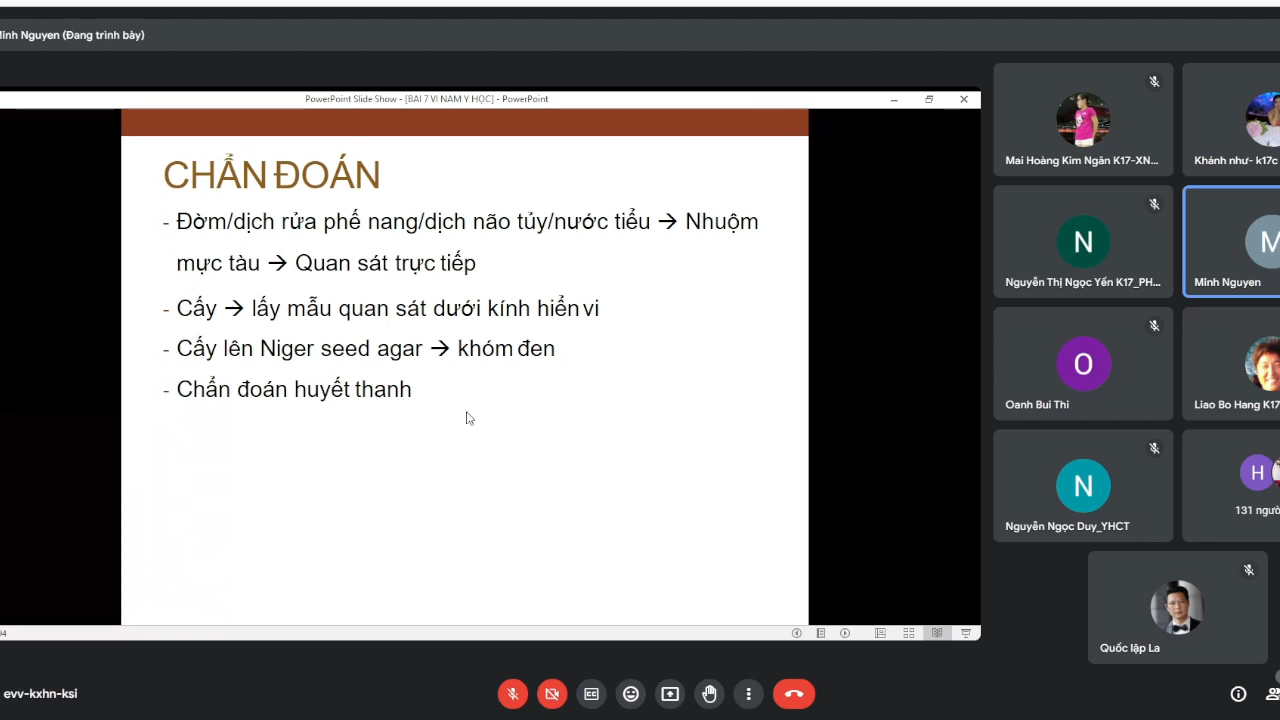 Minh Nguyen (Đang trình bày)
PowerPoint Slide Show - [BAI 7 VI NAM Y HỌC] - PowerPoint
CHẨN ĐOÁN
- Đờm/dịch rửa phế nang/dịch não tủy/nước tiểu → Nhuộm
mực tàu → Quan sát trực tiếp
- Cấy → lấy mẫu quan sát dưới kính hiển vi
- Cấy lên Niger seed agar → khóm đen
- Chẩn đoán huyết thanh
Mai Hoàng Kim Ngân K17-XN...
Khánh như- k17c
N
Nguyễn Thị Ngọc Yến K17_PH...
M
Minh Nguyen
O
Oanh Bui Thi
Liao Bo Hang K17
N
Nguyễn Ngọc Duy_YHCT
H
131 ngườ
Quốc lập La
94
evv-kxhn-ksi